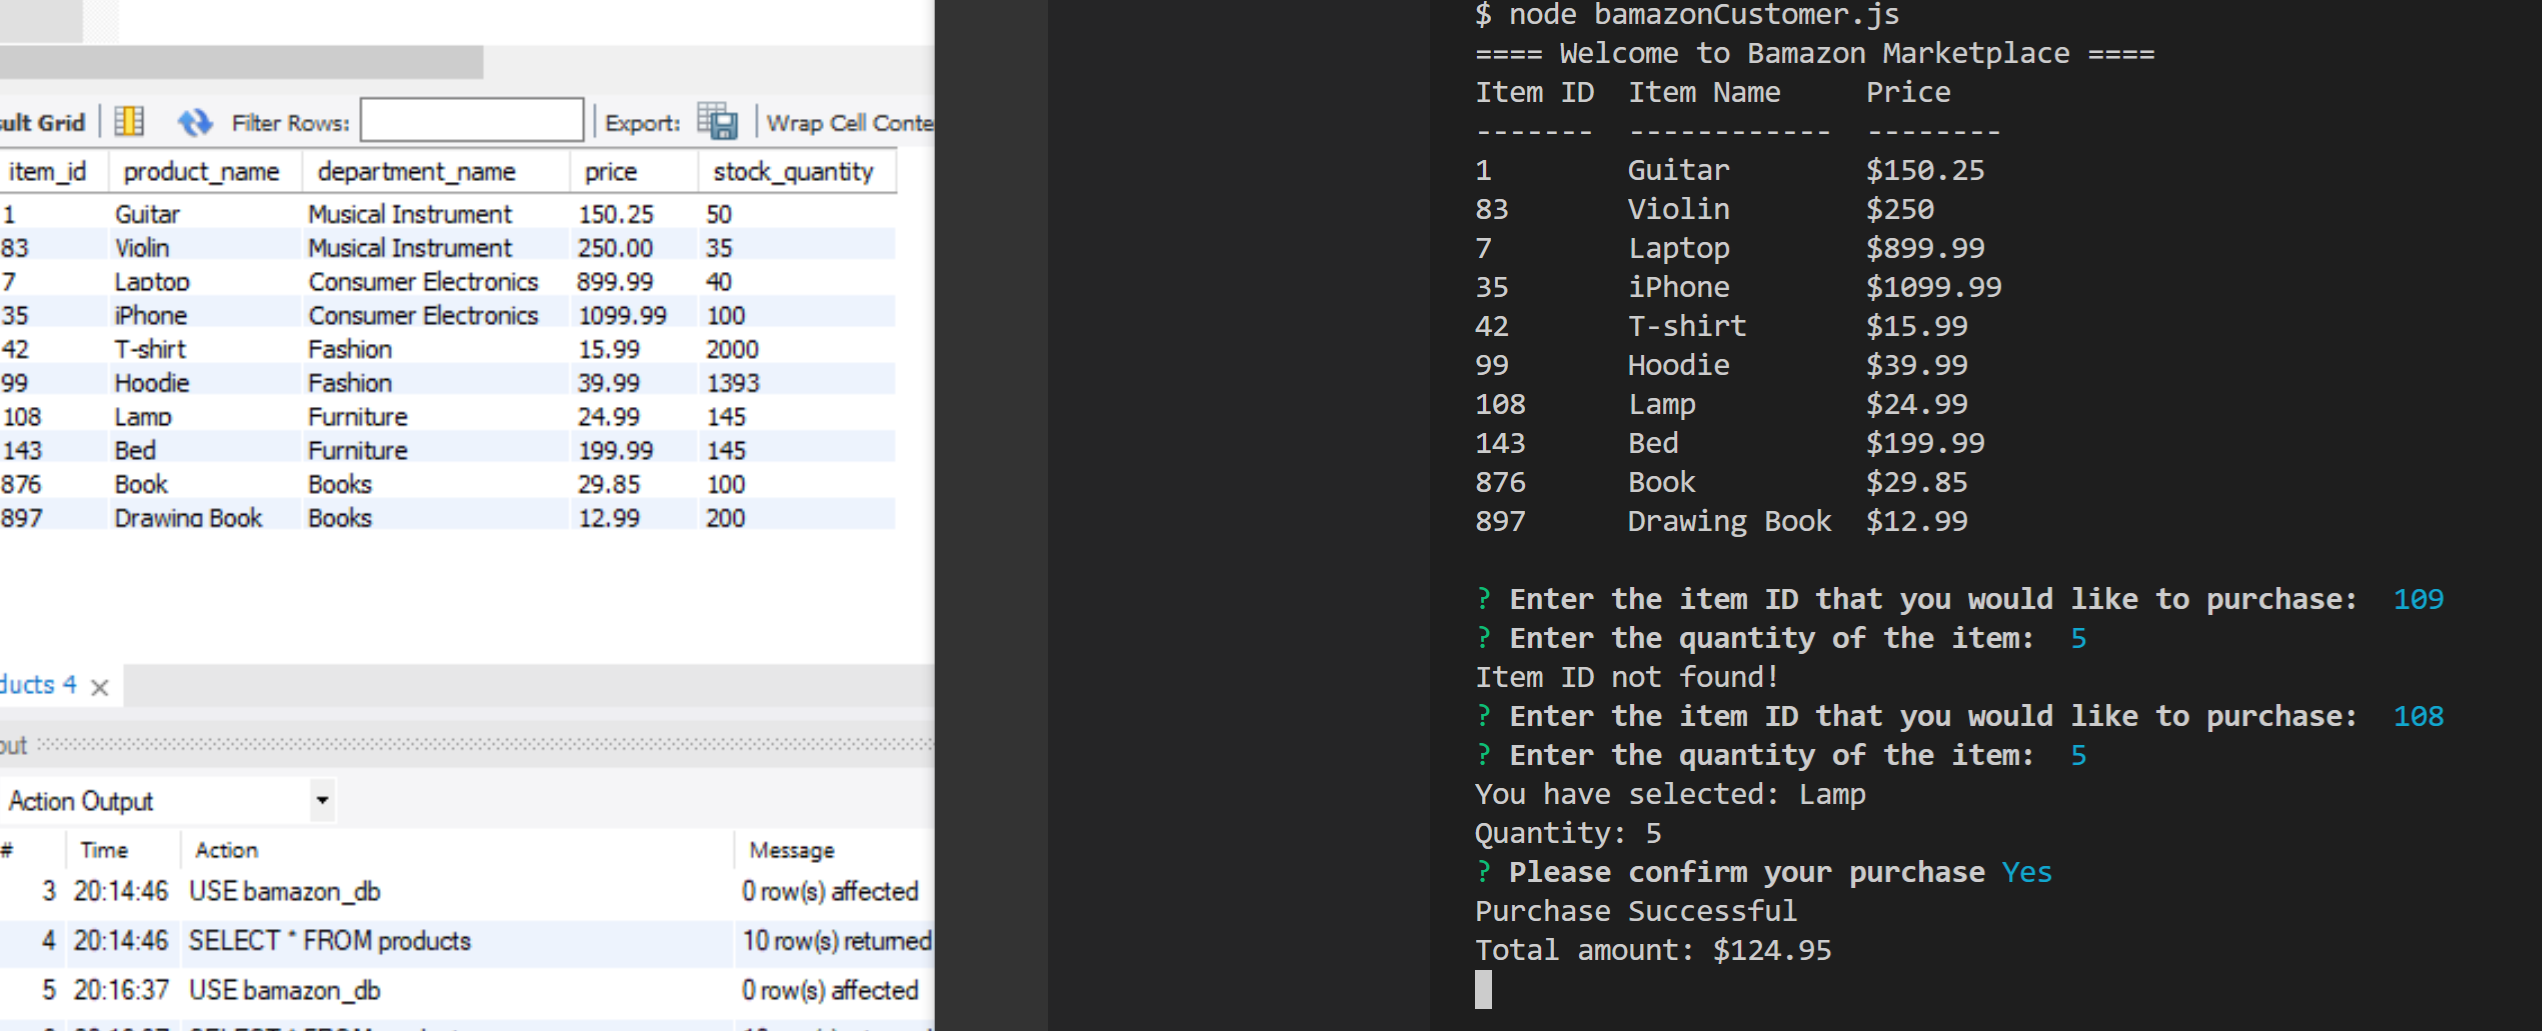 ult Grid Filter Rows: Export: Wrap Cell Conte
item_id product_name department_name price stock_quantity
1 Guitar Musical Instrument 150.25 50
83 Violin Musical Instrument 250.00 35
7 Laptop Consumer Electronics 899.99 40
35 iPhone Consumer Electronics 1099.99 100
42 T-shirt Fashion 15.99 2000
99 Hoodie Fashion 39.99 1393
108 Lamp Furniture 24.99 145
143 Bed Furniture 199.99 145
876 Book Books 29.85 100
897 Drawing Book Books 12.99 200
ducts 4
out
Action Output
# Time Action Message
3 20:14:46 USE bamazon_db 0 row(s) affected
4 20:14:46 SELECT * FROM products 10 row(s) returned
5 20:16:37 USE bamazon_db 0 row(s) affected
$ node bamazonCustomer.js
==== Welcome to Bamazon Marketplace ====
Item ID Item Name Price
------- ------------ --------
1 Guitar $150.25
83 Violin $250
7 Laptop $899.99
35 iPhone $1099.99
42 T-shirt $15.99
99 Hoodie $39.99
108 Lamp $24.99
143 Bed $199.99
876 Book $29.85
897 Drawing Book $12.99
? Enter the item ID that you would like to purchase: 109
? Enter the quantity of the item: 5
Item ID not found!
? Enter the item ID that you would like to purchase: 108
? Enter the quantity of the item: 5
You have selected: Lamp
Quantity: 5
? Please confirm your purchase Yes
Purchase Successful
Total amount: $124.95